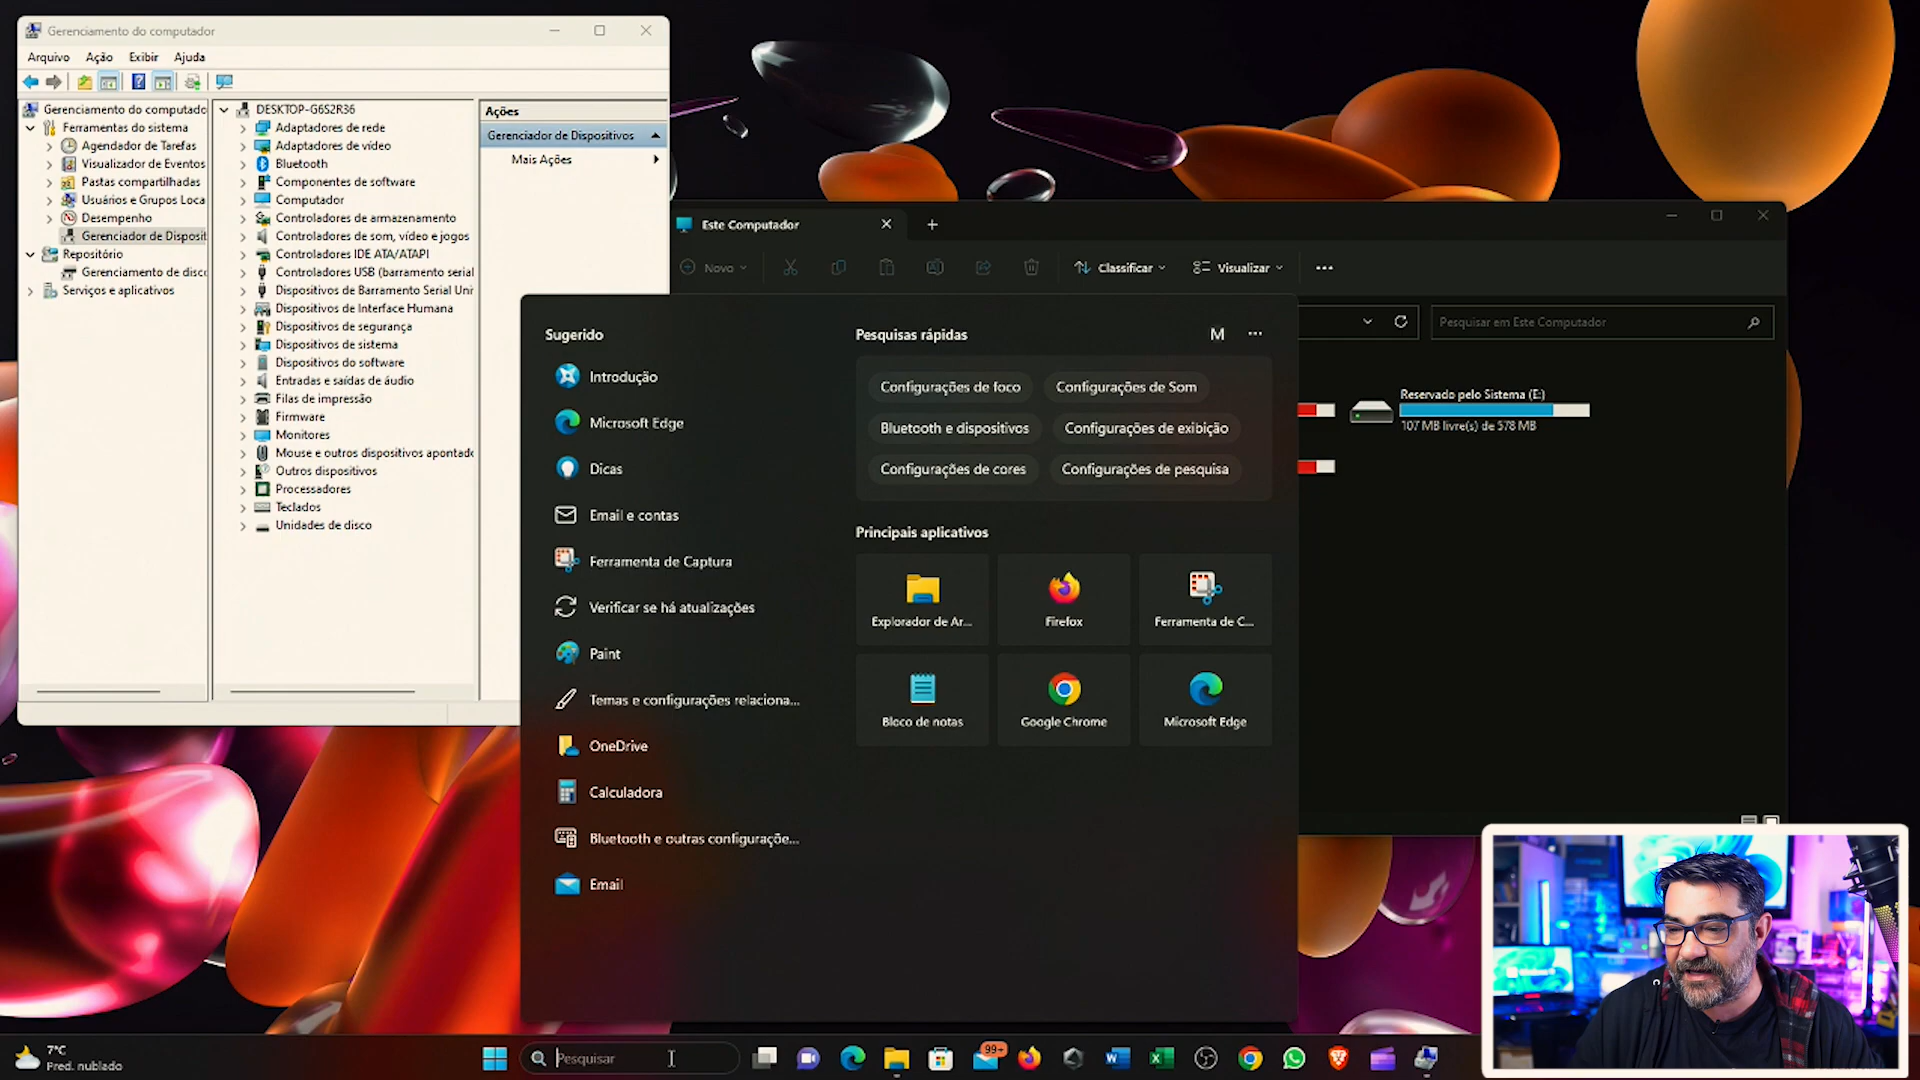 Gerenciamento do computador
Arquivo Ação Exibir Ajuda
Gerenciamento do computado
Ferramentas do sistema
Agendador de Tarefas
Visualizador de Eventos
Pastas compartilhadas
Usuários e Grupos Loca
Desempenho
Gerenciador de Disposit
Repositório
Gerenciamento de disco
Serviços e aplicativos
DESKTOP-G6S2R36
Adaptadores de rede
Adaptadores de vídeo
Bluetooth
Componentes de software
Computador
Controladores de armazenamento
Controladores de som, vídeo e jogos
Controladores IDE ATA/ATAPI
Controladores USB (barramento serial
Dispositivos de Barramento Serial Uni
Dispositivos de Interface Humana
Dispositivos de segurança
Dispositivos de sistema
Dispositivos do software
Entradas e saídas de áudio
Filas de impressão
Firmware
Monitores
Mouse e outros dispositivos apontado
Outros dispositivos
Processadores
Teclados
Unidades de disco
Ações
Gerenciador de Dispositivos
Mais Ações
Este Computador
Novo
Classificar
Visualizar
Pesquisar em Este Computador
Reservado pelo Sistema (E:)
107 MB livre(s) de 578 MB
Sugerido
Introdução
Microsoft Edge
Dicas
Email e contas
Ferramenta de Captura
Verificar se há atualizações
Paint
Temas e configurações relaciona...
OneDrive
Calculadora
Bluetooth e outras configuraçõe...
Email
Pesquisas rápidas
M
Configurações de foco
Configurações de Som
Bluetooth e dispositivos
Configurações de exibição
Configurações de cores
Configurações de pesquisa
Principais aplicativos
Explorador de Ar...
Firefox
Ferramenta de C...
Bloco de notas
Google Chrome
Microsoft Edge
7°C
Pred. nublado
Pesquisar
99+